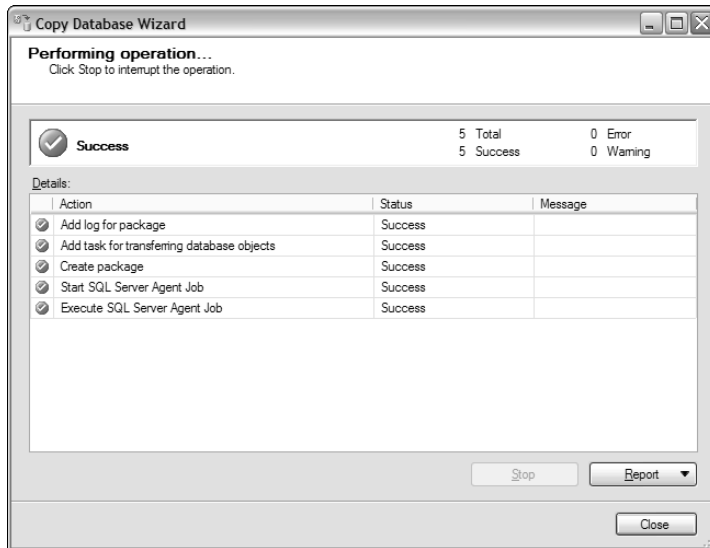 Copy Database Wizard
Performing operation...
Click Stop to interrupt the operation.
Success
5 Total 0 Error
5 Success 0 Warning
Details:
Action Status Message
Add log for package Success
Add task for transferring database objects Success
Create package Success
Start SQL Server Agent Job Success
Execute SQL Server Agent Job Success
Stop Report
Close